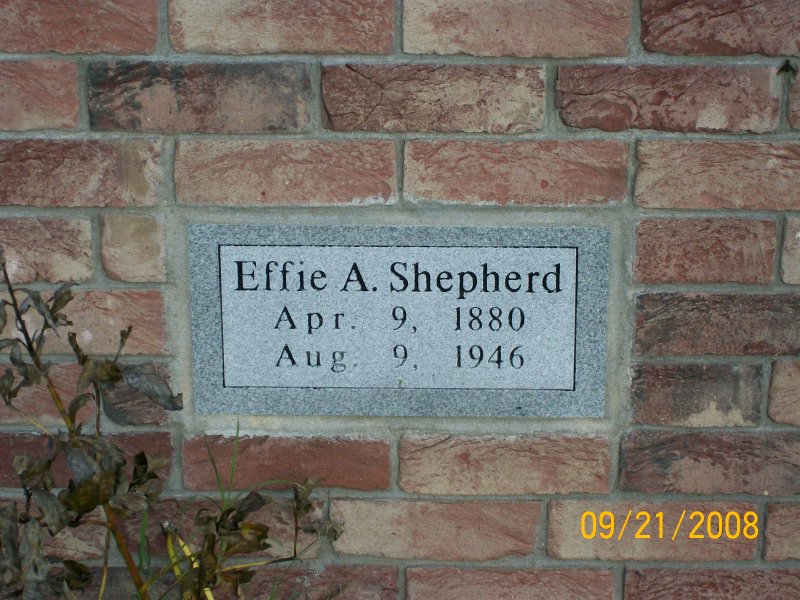 Effie A. Shepherd
Apr. 9, 1880
Aug. 9, 1946
09/21/2008